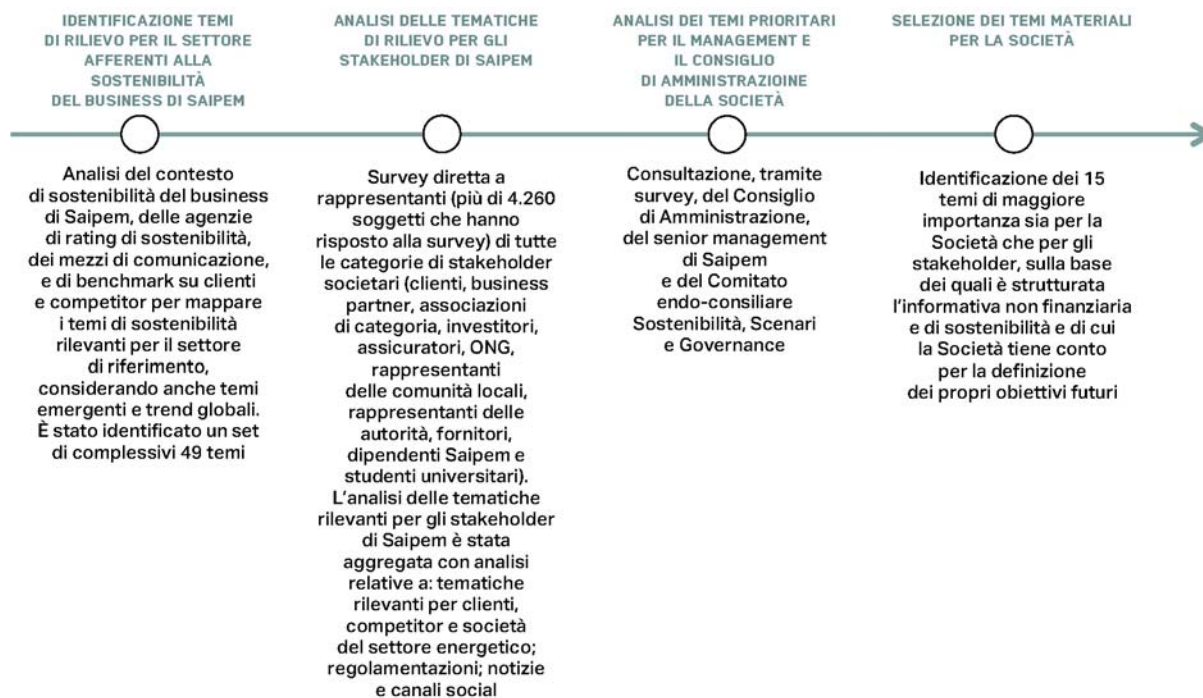 IDENTIFICAZIONE TEMI
DI RILIEVO PER IL SETTORE
AFFERENTI ALLA
SOSTENIBILITÀ
DEL BUSINESS DI SAIPEM
Analisi del contesto
di sostenibilità del business
di Saipem, delle agenzie
di rating di sostenibilità,
dei mezzi di comunicazione,
e di benchmark su clienti
e competitor per mappare
i temi di sostenibilità
rilevanti per il settore
di riferimento,
considerando anche temi
emergenti e trend globali.
È stato identificato un set
di complessivi 49 temi
ANALISI DELLE TEMATICHE
DI RILIEVO PER GLI
STAKEHOLDER DI SAIPEM
Survey diretta a
rappresentanti (più di 4.260
soggetti che hanno
risposto alla survey) di tutte
le categorie di stakeholder
societari (clienti, business
partner, associazioni
di categoria, investitori,
assicuratori, ONG,
rappresentanti
delle comunità locali,
rappresentanti delle
autorità, fornitori,
dipendenti Saipem e
studenti universitari).
L'analisi delle tematiche
rilevanti per gli stakeholder
di Saipem è stata
aggregata con analisi
relative a: tematiche
rilevanti per clienti,
competitor e società
del settore energetico;
regolamentazioni; notizie
e canali social
ANALISI DEI TEMI PRIORITARI
PER IL MANAGEMENT E
IL CONSIGLIO
DI AMMINISTRAZIOINE
DELLA SOCIETÀ
Consultazione, tramite
survey, del Consiglio
di Amministrazione,
del senior management
di Saipem
e del Comitato
endo-consiliare
Sostenibilità, Scenari
e Governance
SELEZIONE DEI TEMI MATERIALI
PER LA SOCIETÀ
Identificazione dei 15
temi di maggiore
importanza sia per la
Società che per gli
stakeholder, sulla base
dei quali è strutturata
l'informativa non finanziaria
e di sostenibilità e di cui
la Società tiene conto
per la definizione
dei propri obiettivi futuri